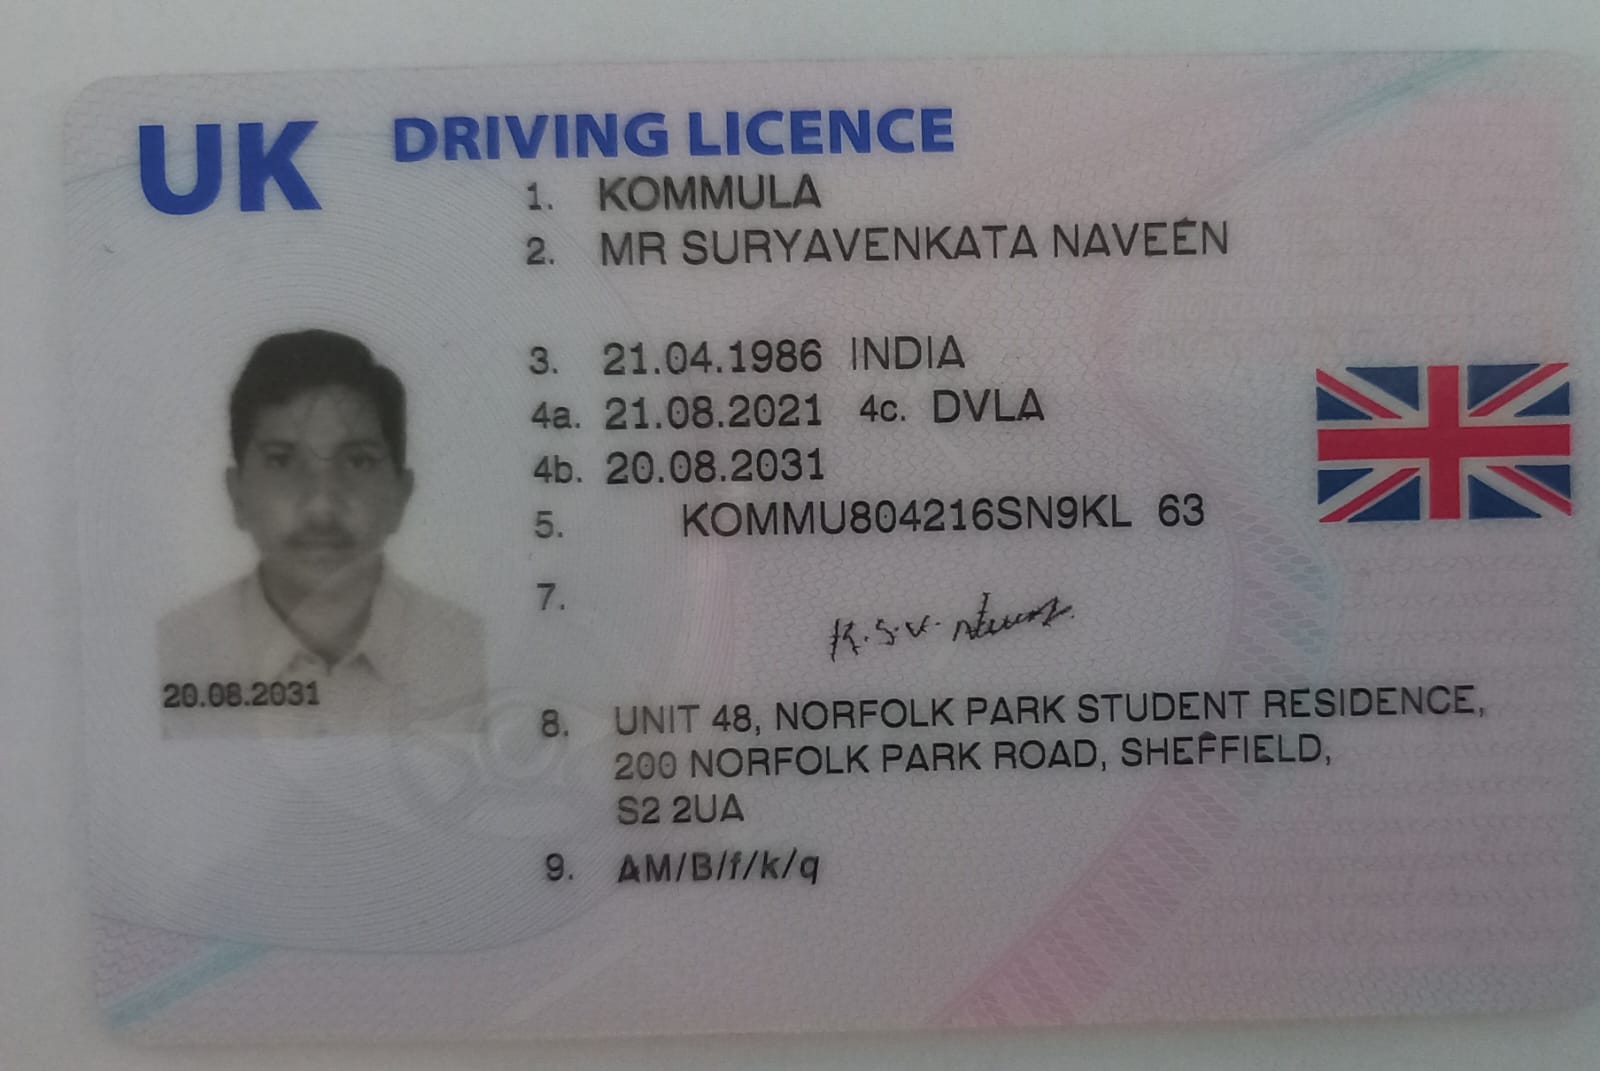 UK DRIVING LICENCE
1. KOMMULA
2. MR SURYAVENKATA NAVEEN
3. 21.04.1986 INDIA
4a. 21.08.2021 4c. DVLA
4b. 20.08.2031
5. KOMMU804216SN9KL 63
7. K.S.V. Naveen
20.08.2031
8. UNIT 48, NORFOLK PARK STUDENT RESIDENCE,
200 NORFOLK PARK ROAD, SHEFFIELD,
S2 2UA
9. AM/B/f/k/q